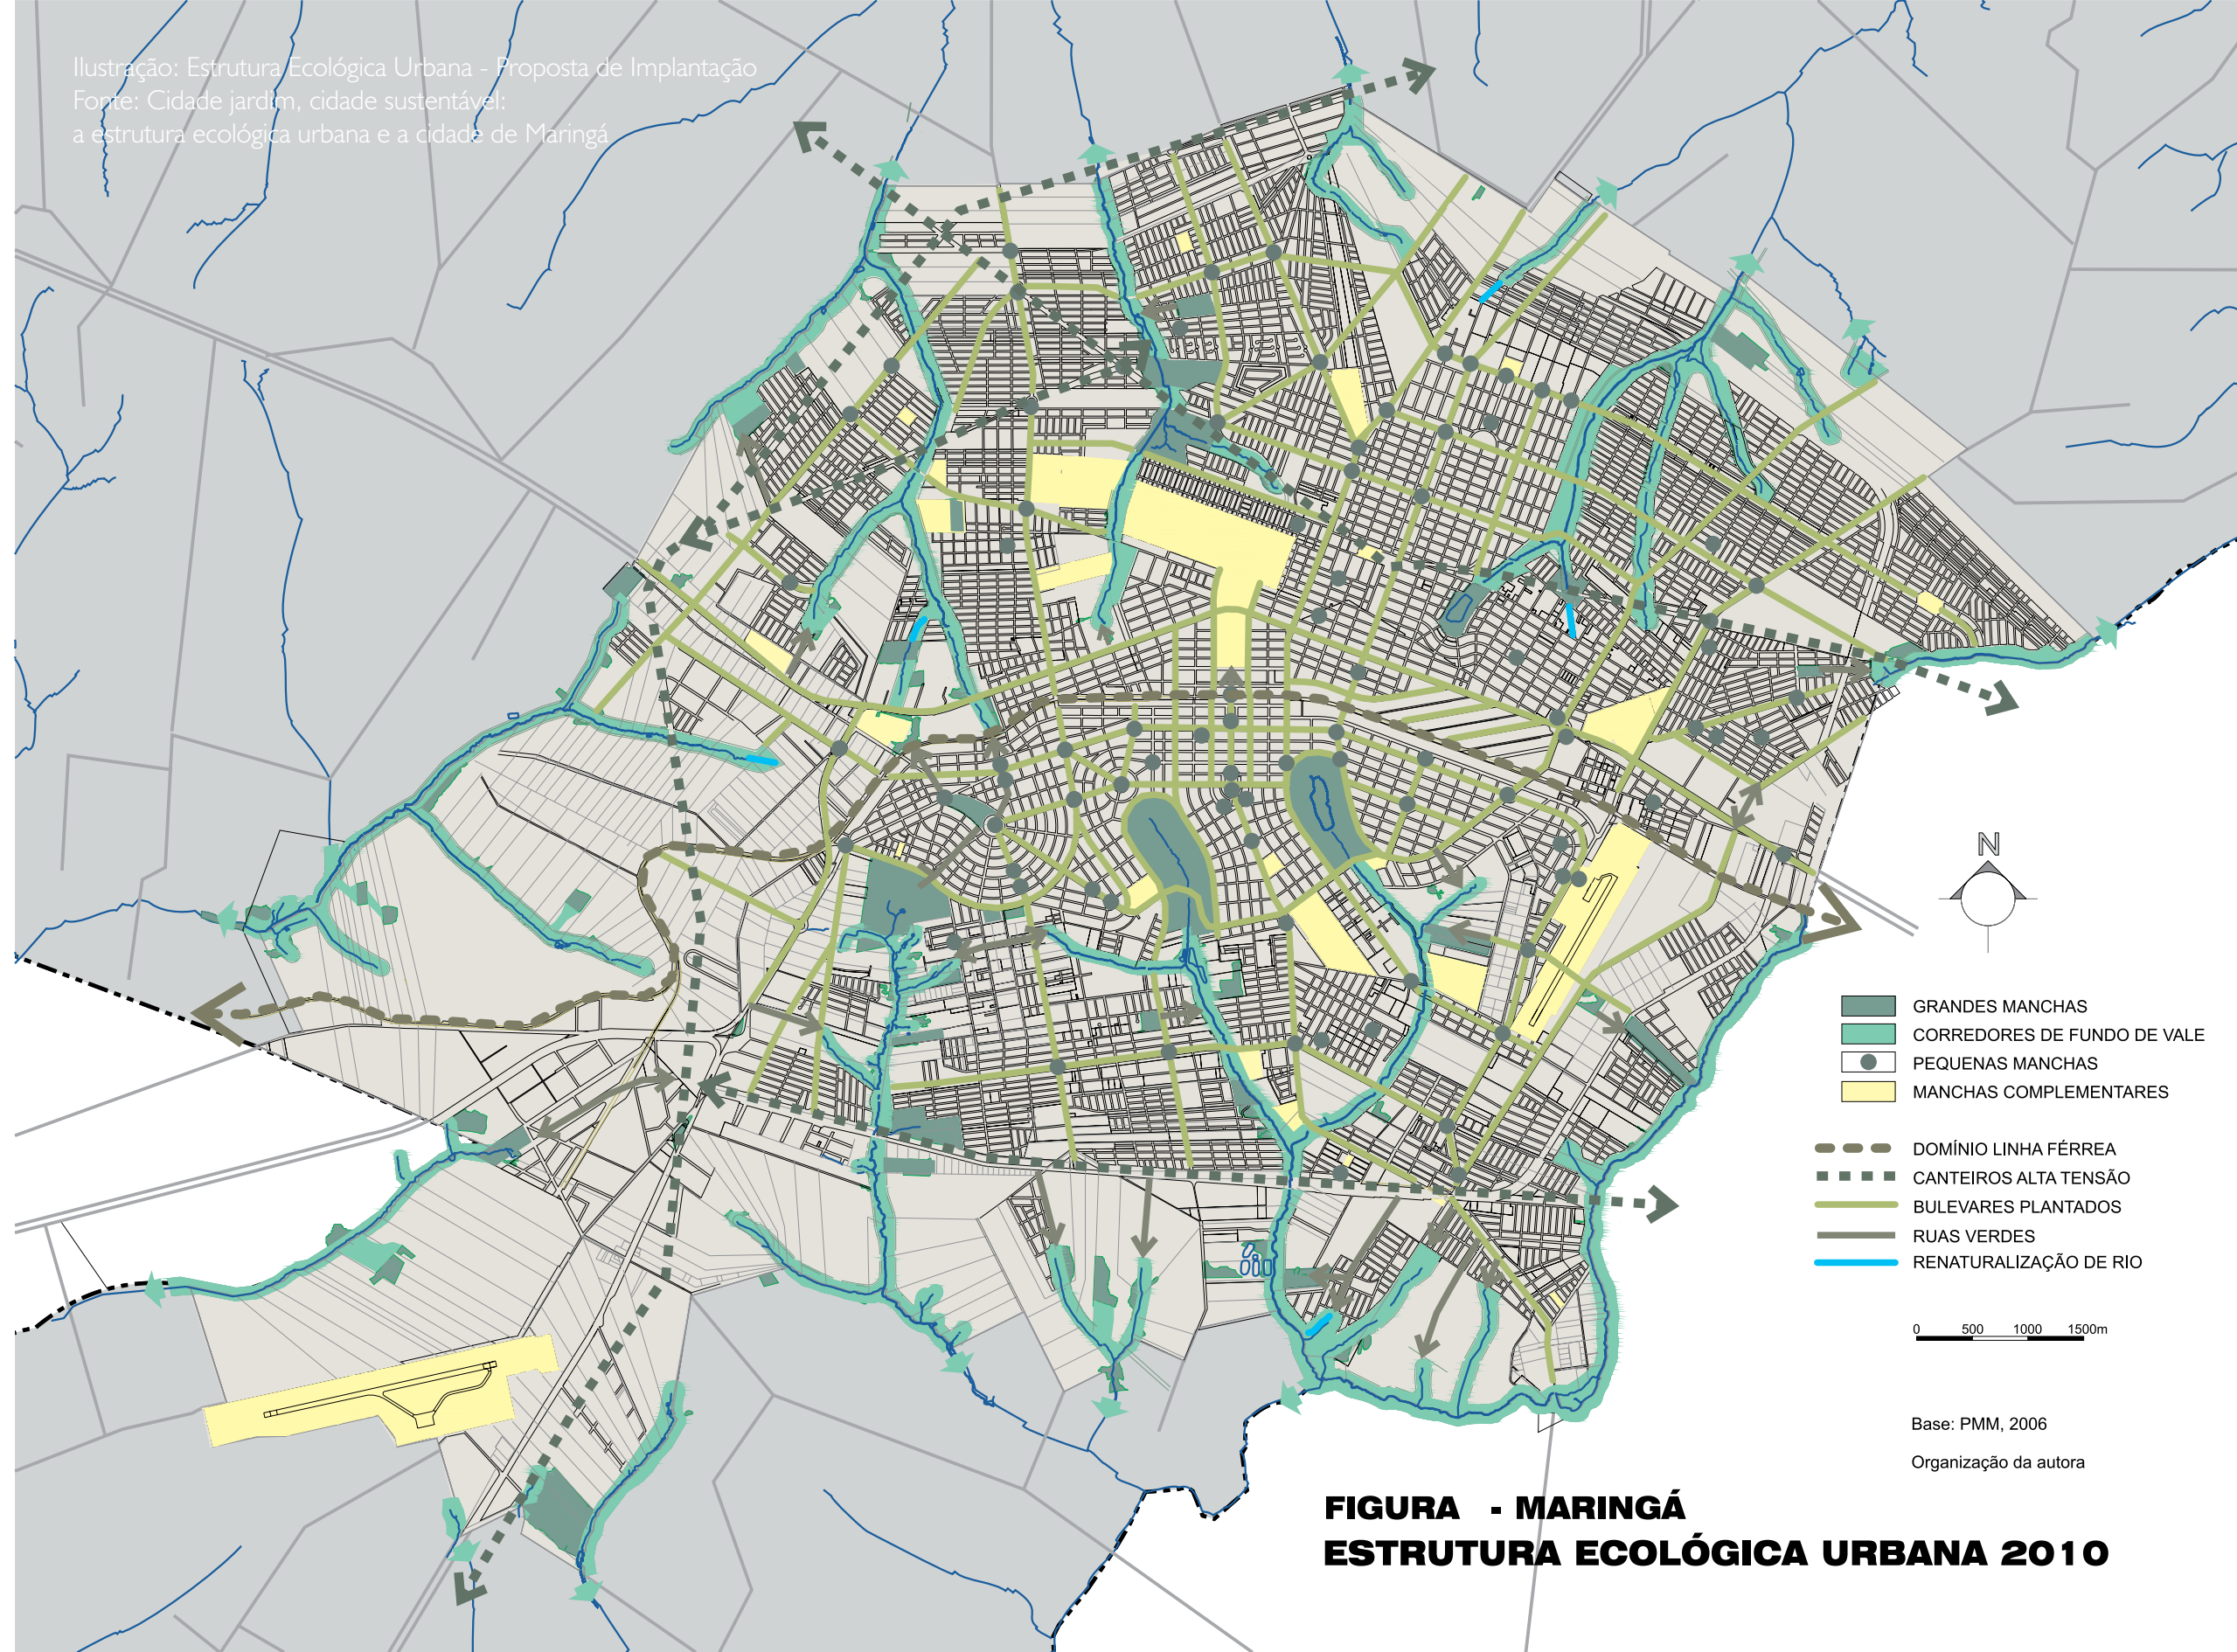 Ilustração: Estrutura Ecológica Urbana - Proposta de Implantação
Fonte: Cidade jardim, cidade sustentável:
a estrutura ecológica urbana e a cidade de Maringá
N
GRANDES MANCHAS
CORREDORES DE FUNDO DE VALE
PEQUENAS MANCHAS
MANCHAS COMPLEMENTARES
DOMÍNIO LINHA FÉRREA
CANTEIROS ALTA TENSÃO
BULEVARES PLANTADOS
RUAS VERDES
RENATURALIZAÇÃO DE RIO
0 500 1000 1500m
Base: PMM, 2006
Organização da autora
FIGURA - MARINGÁ
ESTRUTURA ECOLÓGICA URBANA 2010